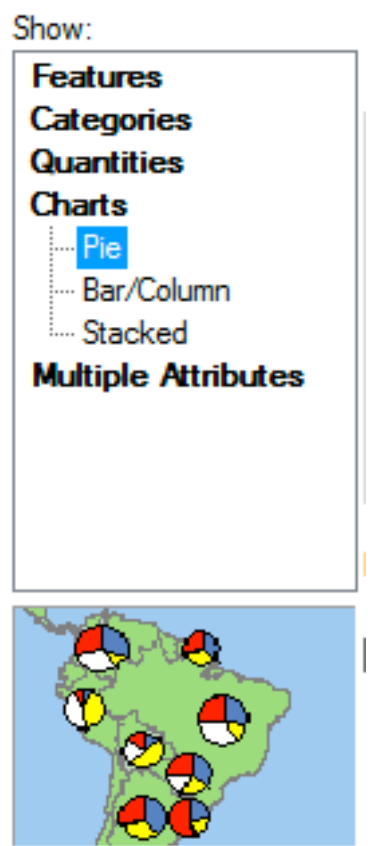 Show:
Features
Categories
Quantities
Charts
Pie
Bar/Column
Stacked
Multiple Attributes